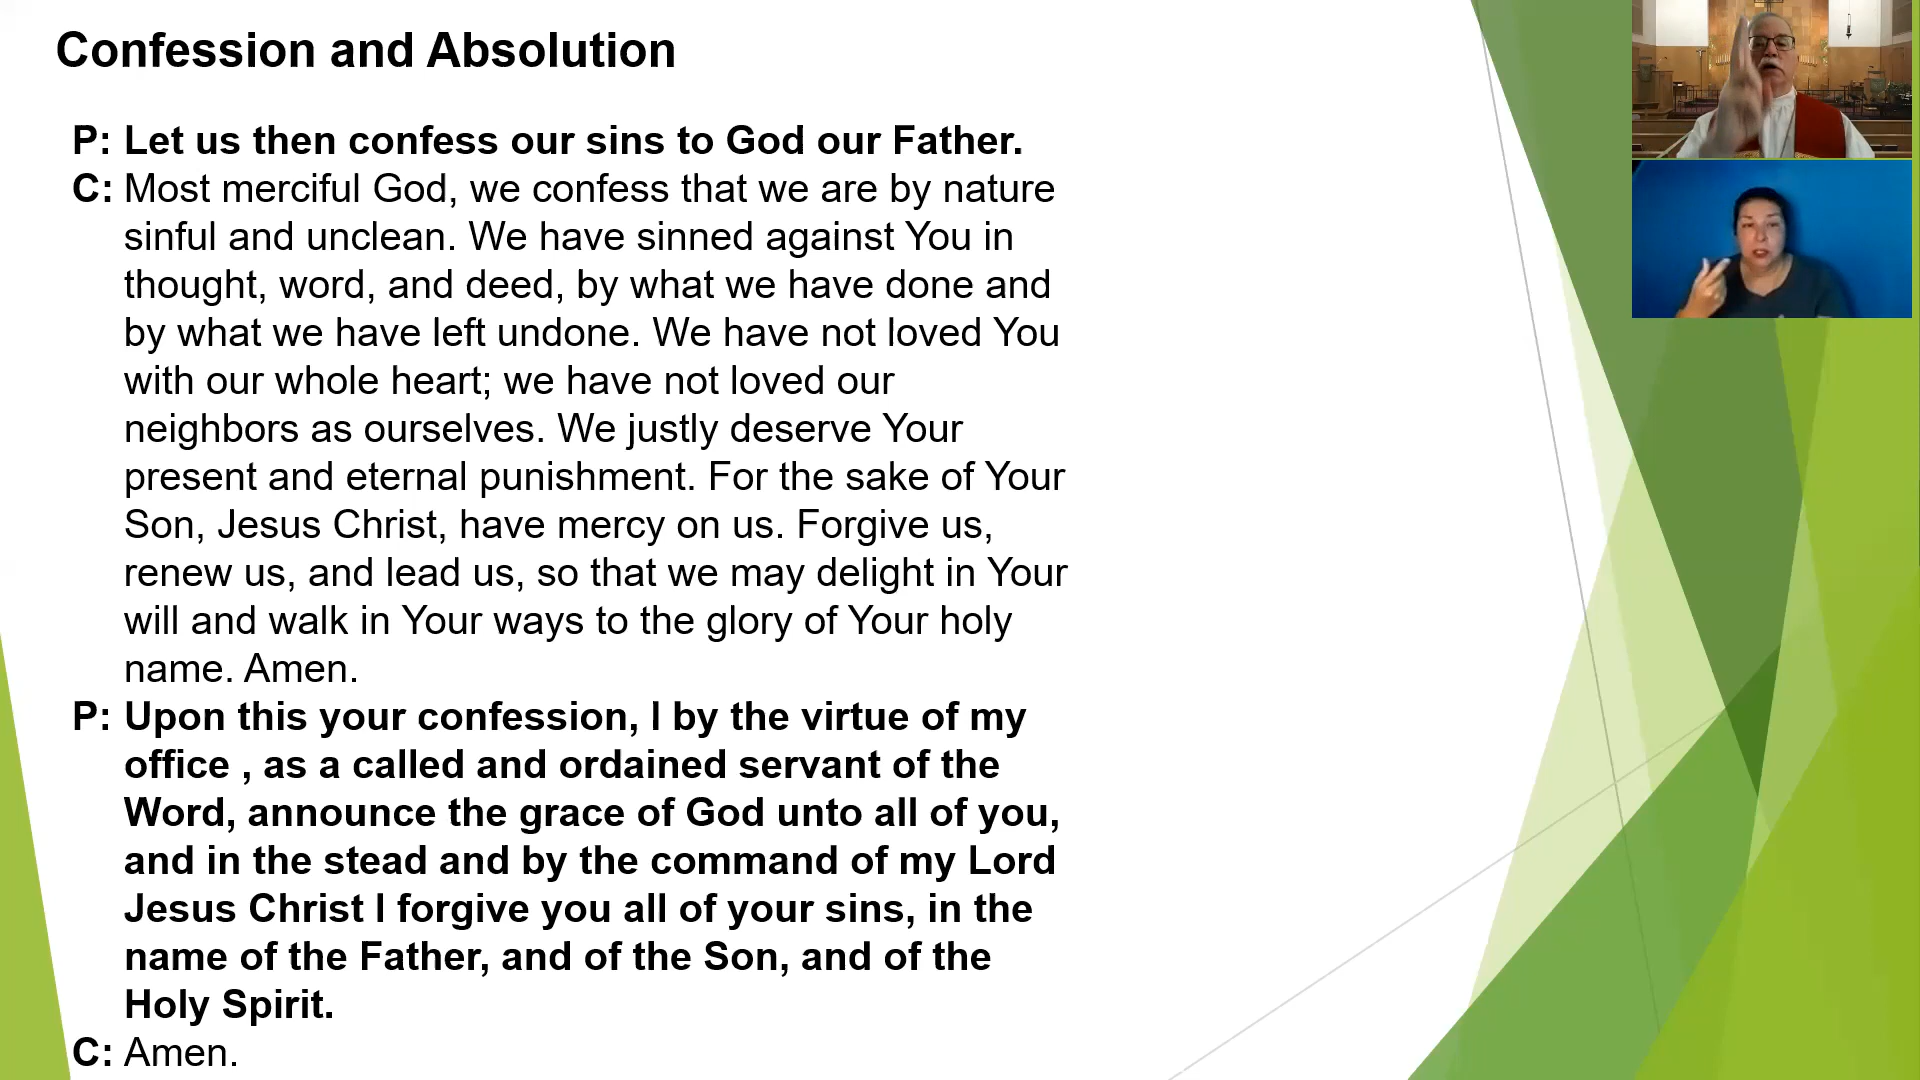 Confession and Absolution
P: Let us then confess our sins to God our Father.
C: Most merciful God, we confess that we are by nature
sinful and unclean. We have sinned against You in
thought, word, and deed, by what we have done and
by what we have left undone. We have not loved You
with our whole heart; we have not loved our
neighbors as ourselves. We justly deserve Your
present and eternal punishment. For the sake of Your
Son, Jesus Christ, have mercy on us. Forgive us,
renew us, and lead us, so that we may delight in Your
will and walk in Your ways to the glory of Your holy
name. Amen.
P: Upon this your confession, I by the virtue of my
office , as a called and ordained servant of the
Word, announce the grace of God unto all of you,
and in the stead and by the command of my Lord
Jesus Christ I forgive you all of your sins, in the
name of the Father, and of the Son, and of the
Holy Spirit.
C: Amen.